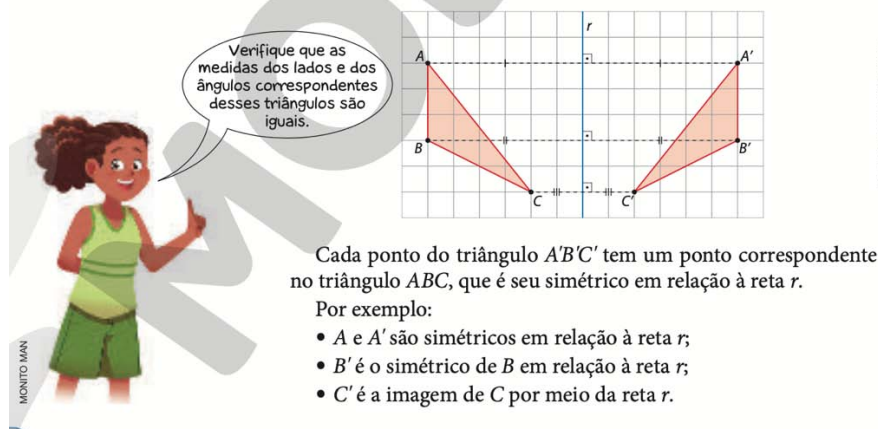 Verifique que as
medidas dos lados e dos
ângulos correspondentes
desses triângulos são
iguais.
r
A
A'
B
B'
C
C'
Cada ponto do triângulo A'B'C' tem um ponto correspondente
no triângulo ABC, que é seu simétrico em relação à reta r.
Por exemplo:
• A e A' são simétricos em relação à reta r;
• B' é o simétrico de B em relação à reta r;
• C' é a imagem de C por meio da reta r.
MONITO MAN